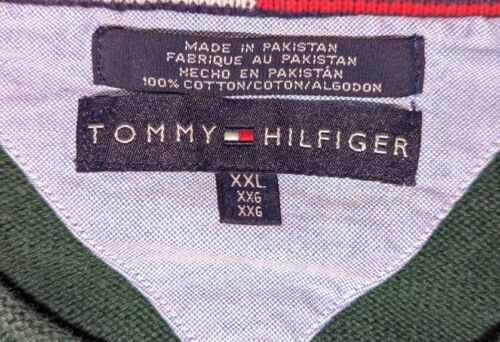 MADE IN PAKISTAN
FABRIQUE AU PAKISTAN
HECHO EN PAKISTÁN
100% COTTON/COTON/ALGODON
TOMMY HILFIGER
XXL
XXG
XXG